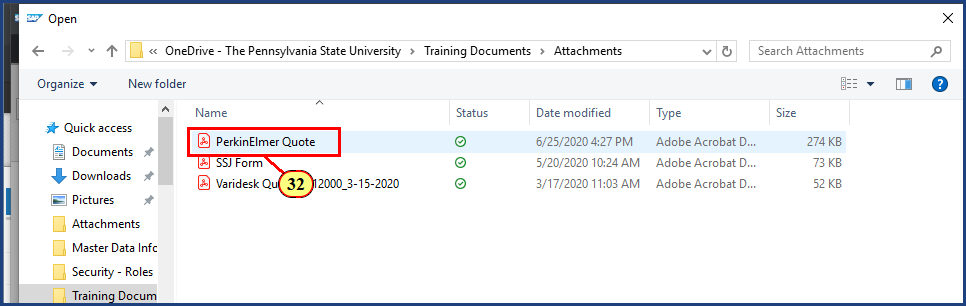 SAP Open
« OneDrive - The Pennsylvania State University > Training Documents > Attachments Search Attachments
Organize New folder ?
Name Status Date modified Type Size
Quick access
Documents
Downloads
Pictures
Attachments
Master Data Info
Security - Roles
Training Docum
PerkinElmer Quote 6/25/2020 4:27 PM Adobe Acrobat D... 274 KB
SSJ Form 5/20/2020 10:24 AM Adobe Acrobat D... 73 KB
Varidesk Qu 12000_3-15-2020 3/17/2020 11:03 AM Adobe Acrobat D... 52 KB
32